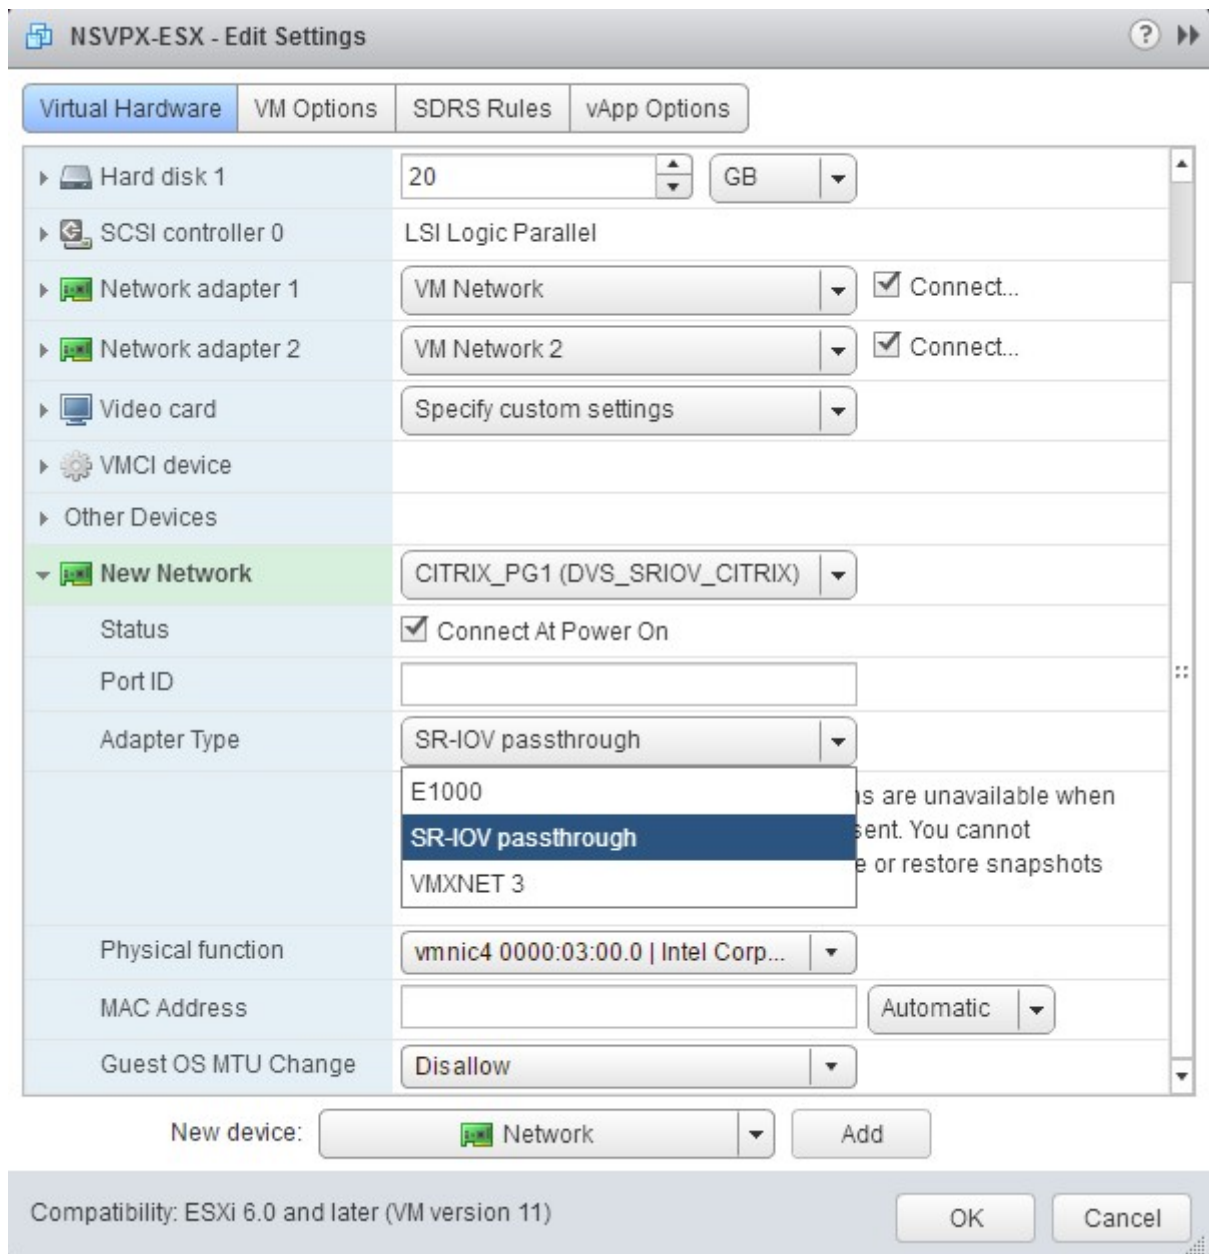 NSVPX-ESX - Edit Settings ?
Virtual Hardware VM Options SDRS Rules vApp Options
Hard disk 1 20 GB
SCSI controller 0 LSI Logic Parallel
Network adapter 1 VM Network Connect...
Network adapter 2 VM Network 2 Connect...
Video card Specify custom settings
VMCI device
Other Devices
New Network CITRIX_PG1 (DVS_SRIOV_CITRIX)
Status Connect At Power On
Port ID
Adapter Type SR-IOV passthrough
E1000
are unavailable when
SR-IOV passthrough
You cannot
VMXNET 3
or restore snapshots
Physical function vmnic4 0000:03:00.0 | Intel Corp...
MAC Address Automatic
Guest OS MTU Change Disallow
New device: Network Add
Compatibility: ESXi 6.0 and later (VM version 11) OK Cancel